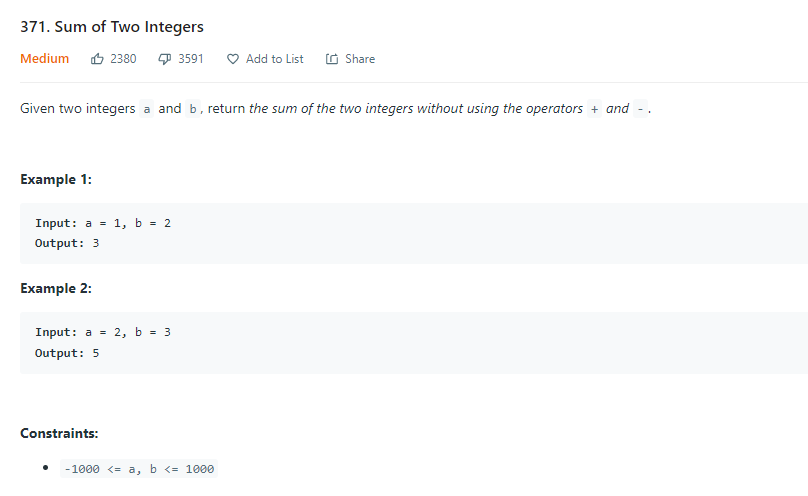 371. Sum of Two Integers
Medium 2380 3591 Add to List Share
Given two integers a and b, return the sum of the two integers without using the operators + and -.
Example 1:
Input: a = 1, b = 2
Output: 3
Example 2:
Input: a = 2, b = 3
Output: 5
Constraints:
• -1000 <= a, b <= 1000